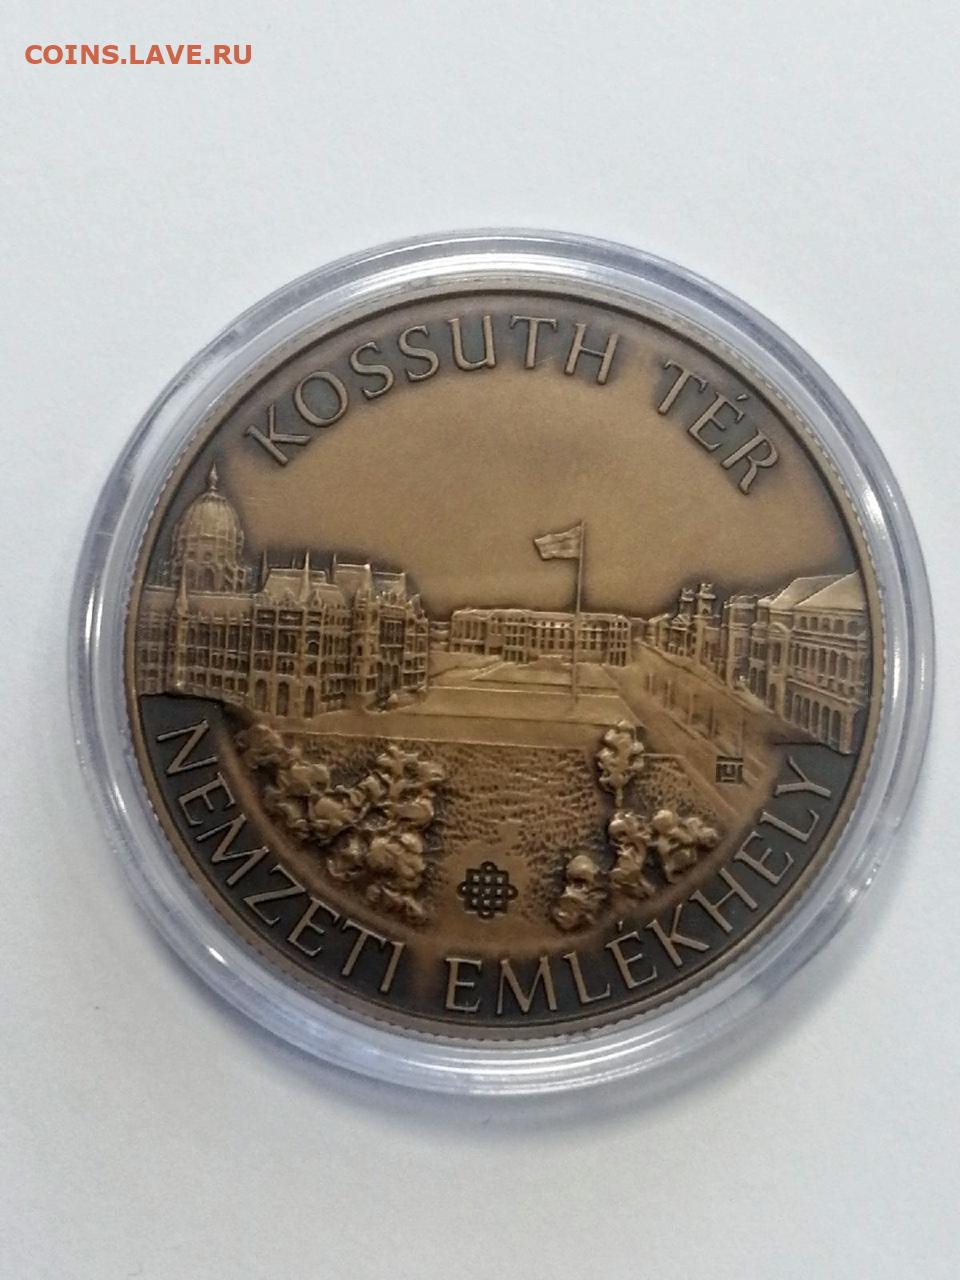 COINS.LAVE.RU
KOSSUTH TÉR
NEMZETI EMLÉKHELY